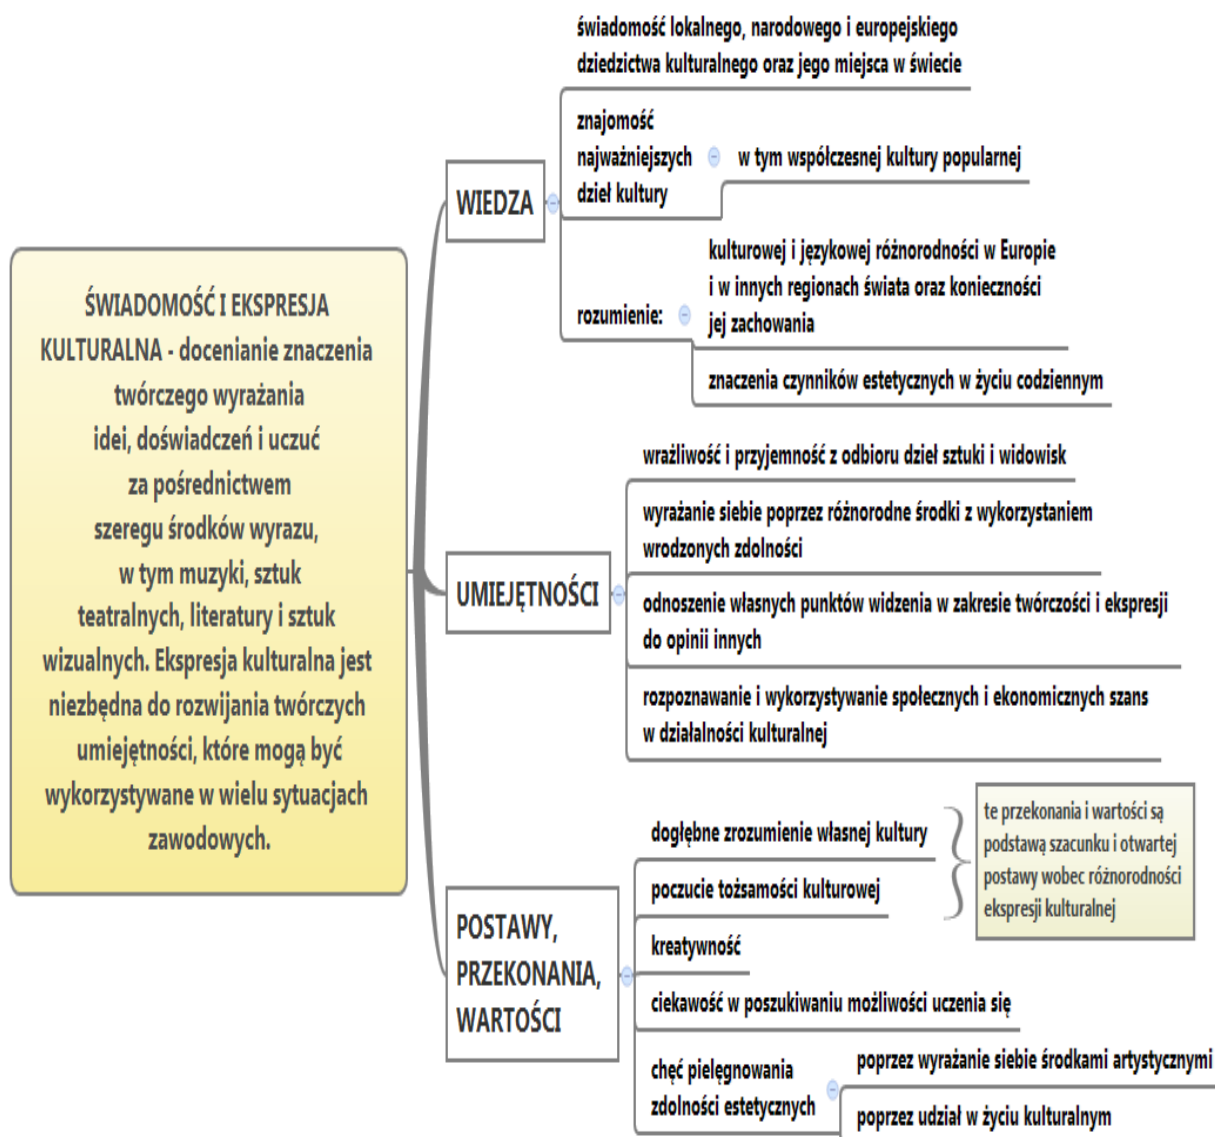 ŚWIADOMOŚĆ I EKSPRESJA
KULTURALNA - docenianie znaczenia
twórczego wyrażania
idei, doświadczeń i uczuć
za pośrednictwem
szeregu środków wyrazu,
w tym muzyki, sztuk
teatralnych, literatury i sztuk
wizualnych. Ekspresja kulturalna jest
niezbędna do rozwijania twórczych
umiejętności, które mogą być
wykorzystywane w wielu sytuacjach
zawodowych.
WIEDZA
świadomość lokalnego, narodowego i europejskiego
dziedzictwa kulturalnego oraz jego miejsca w świecie
znajomość
najważniejszych
dzieł kultury
w tym współczesnej kultury popularnej
rozumienie:
kulturowej i językowej różnorodności w Europie
i w innych regionach świata oraz konieczności
jej zachowania
znaczenia czynników estetycznych w życiu codziennym
UMIEJĘTNOŚCI
wrażliwość i przyjemność z odbioru dzieł sztuki i widowisk
wyrażanie siebie poprzez różnorodne środki z wykorzystaniem
wrodzonych zdolności
odnoszenie własnych punktów widzenia w zakresie twórczości i ekspresji
do opinii innych
rozpoznawanie i wykorzystywanie społecznych i ekonomicznych szans
w działalności kulturalnej
POSTAWY,
PRZEKONANIA,
WARTOŚCI
dogłębne zrozumienie własnej kultury
poczucie tożsamości kulturowej
te przekonania i wartości są
podstawą szacunku i otwartej
postawy wobec różnorodności
ekspresji kulturalnej
kreatywność
ciekawość w poszukiwaniu możliwości uczenia się
chęć pielęgnowania
zdolności estetycznych
poprzez wyrażanie siebie środkami artystycznymi
poprzez udział w życiu kulturalnym